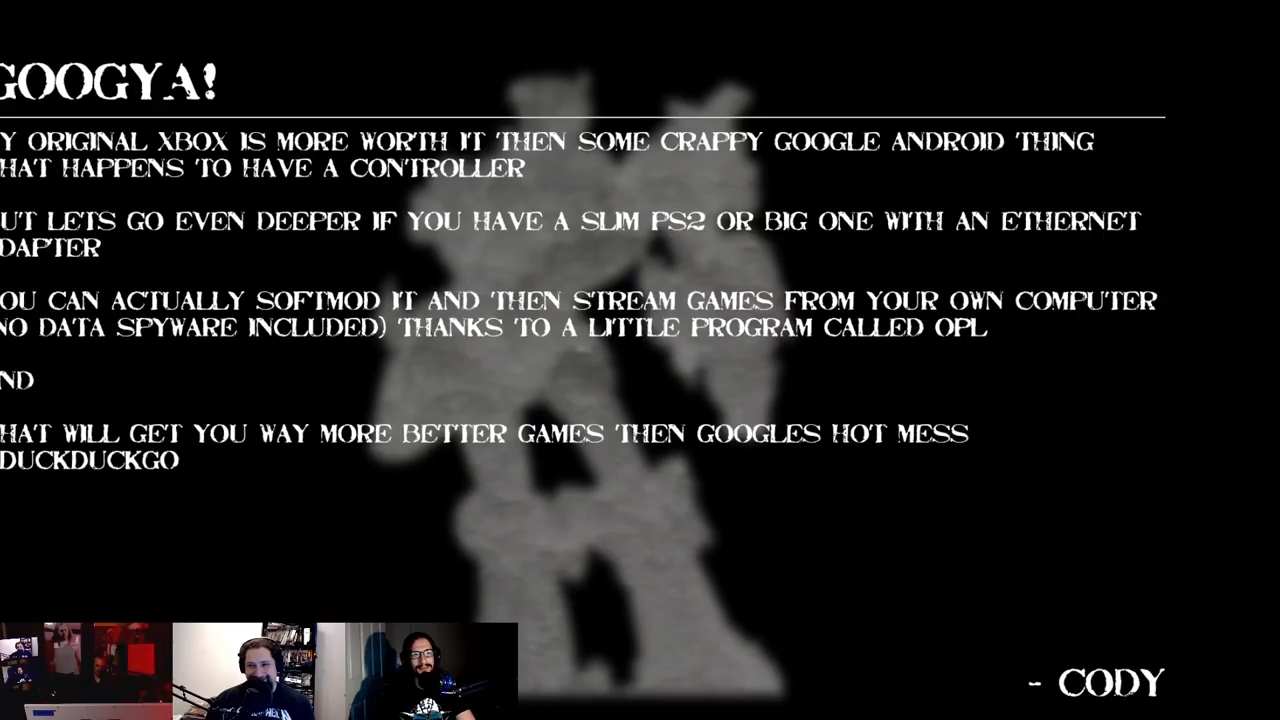 GOOGYA!
Y ORIGINAL XBOX IS MORE WORTH IT THEN SOME CRAPPY GOOGLE ANDROID THING
HAT HAPPENS TO HAVE A CONTROLLER
UT LETS GO EVEN DEEPER IF YOU HAVE A SLIM PS2 OR BIG ONE WITH AN ETHERNET
DAPTER
OU CAN ACTUALLY SOFTMOD IT AND THEN STREAM GAMES FROM YOUR OWN COMPUTER
NO DATA SPYWARE INCLUDED) THANKS TO A LITTLE PROGRAM CALLED OPL
ND
HAT WILL GET YOU WAY MORE BETTER GAMES THEN GOOGLES HOT MESS
DUCKDUCKGO
- CODY